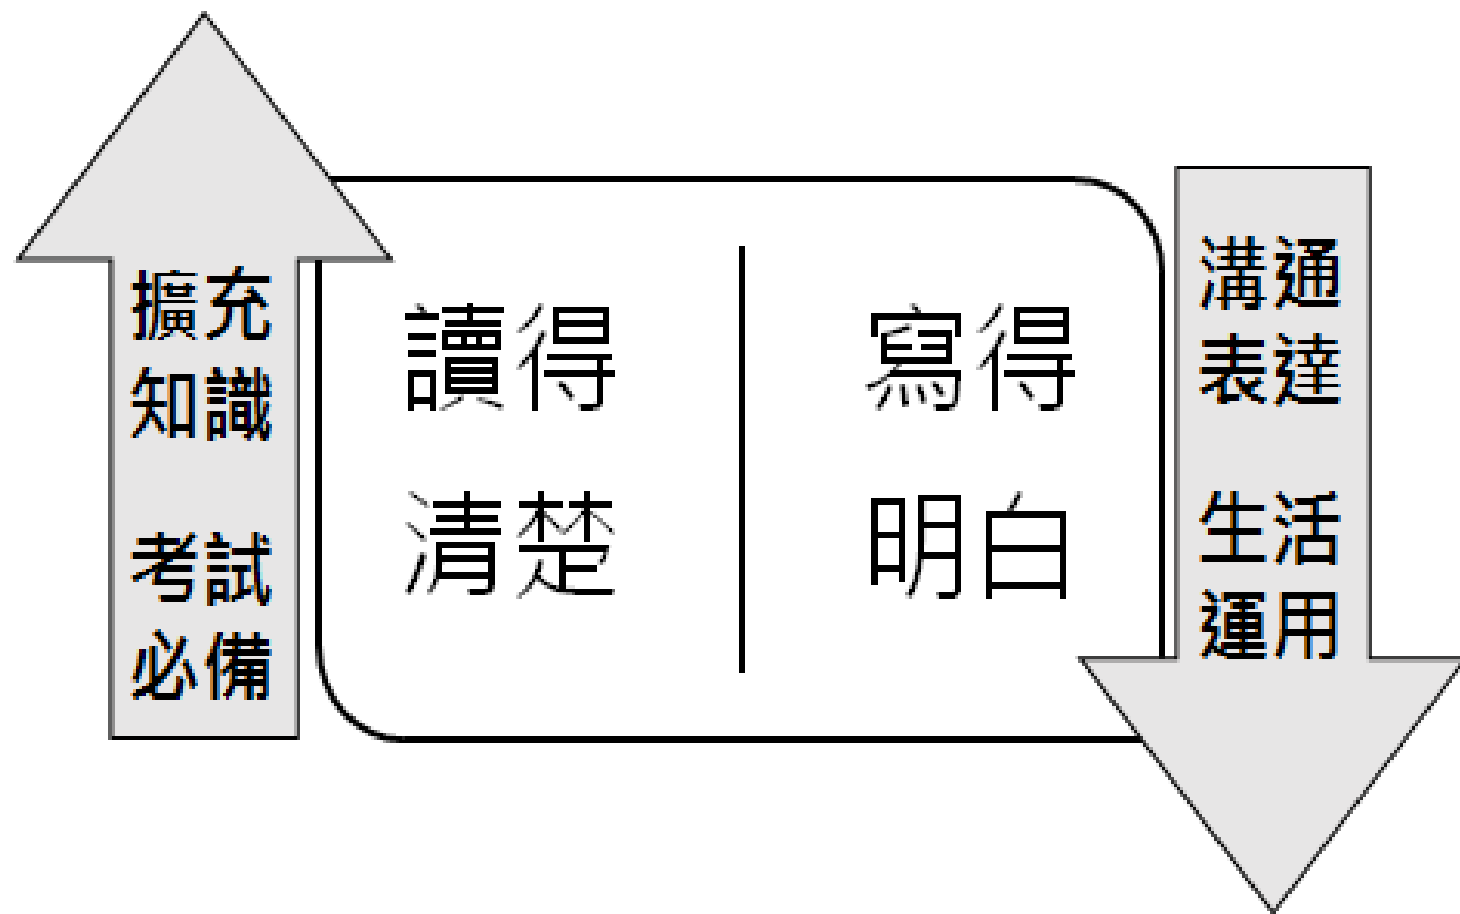 擴充
知識
考試
必備
讀得
清楚
寫得
明白
溝通
表達
生活
運用